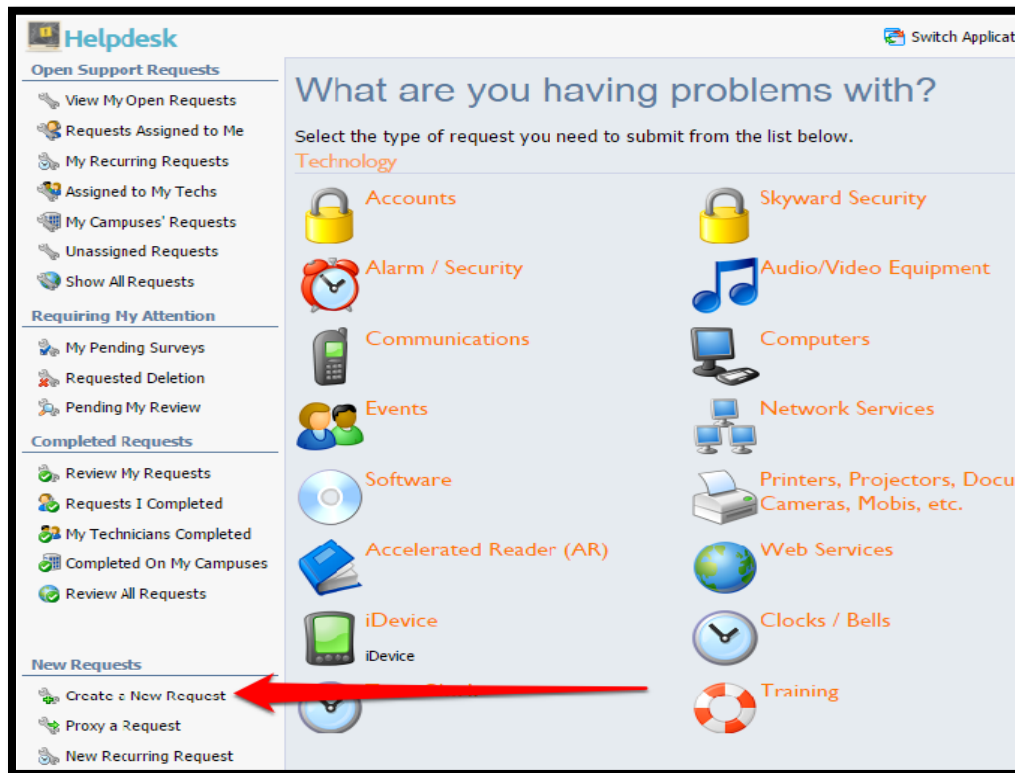 Helpdesk
Switch Applicat
Open Support Requests
View My Open Requests
Requests Assigned to Me
My Recurring Requests
Assigned to My Techs
My Campuses' Requests
Unassigned Requests
Show All Requests
Requiring My Attention
My Pending Surveys
Requested Deletion
Pending My Review
Completed Requests
Review My Requests
Requests I Completed
My Technicians Completed
Completed On My Campuses
Review All Requests
New Requests
Create a New Request
Proxy a Request
New Recurring Request
What are you having problems with?
Select the type of request you need to submit from the list below.
Technology
Accounts
Skyward Security
Alarm / Security
Audio/Video Equipment
Communications
Computers
Events
Network Services
Software
Printers, Projectors, Docu
Cameras, Mobis, etc.
Accelerated Reader (AR)
Web Services
iDevice
iDevice
Clocks / Bells
Training